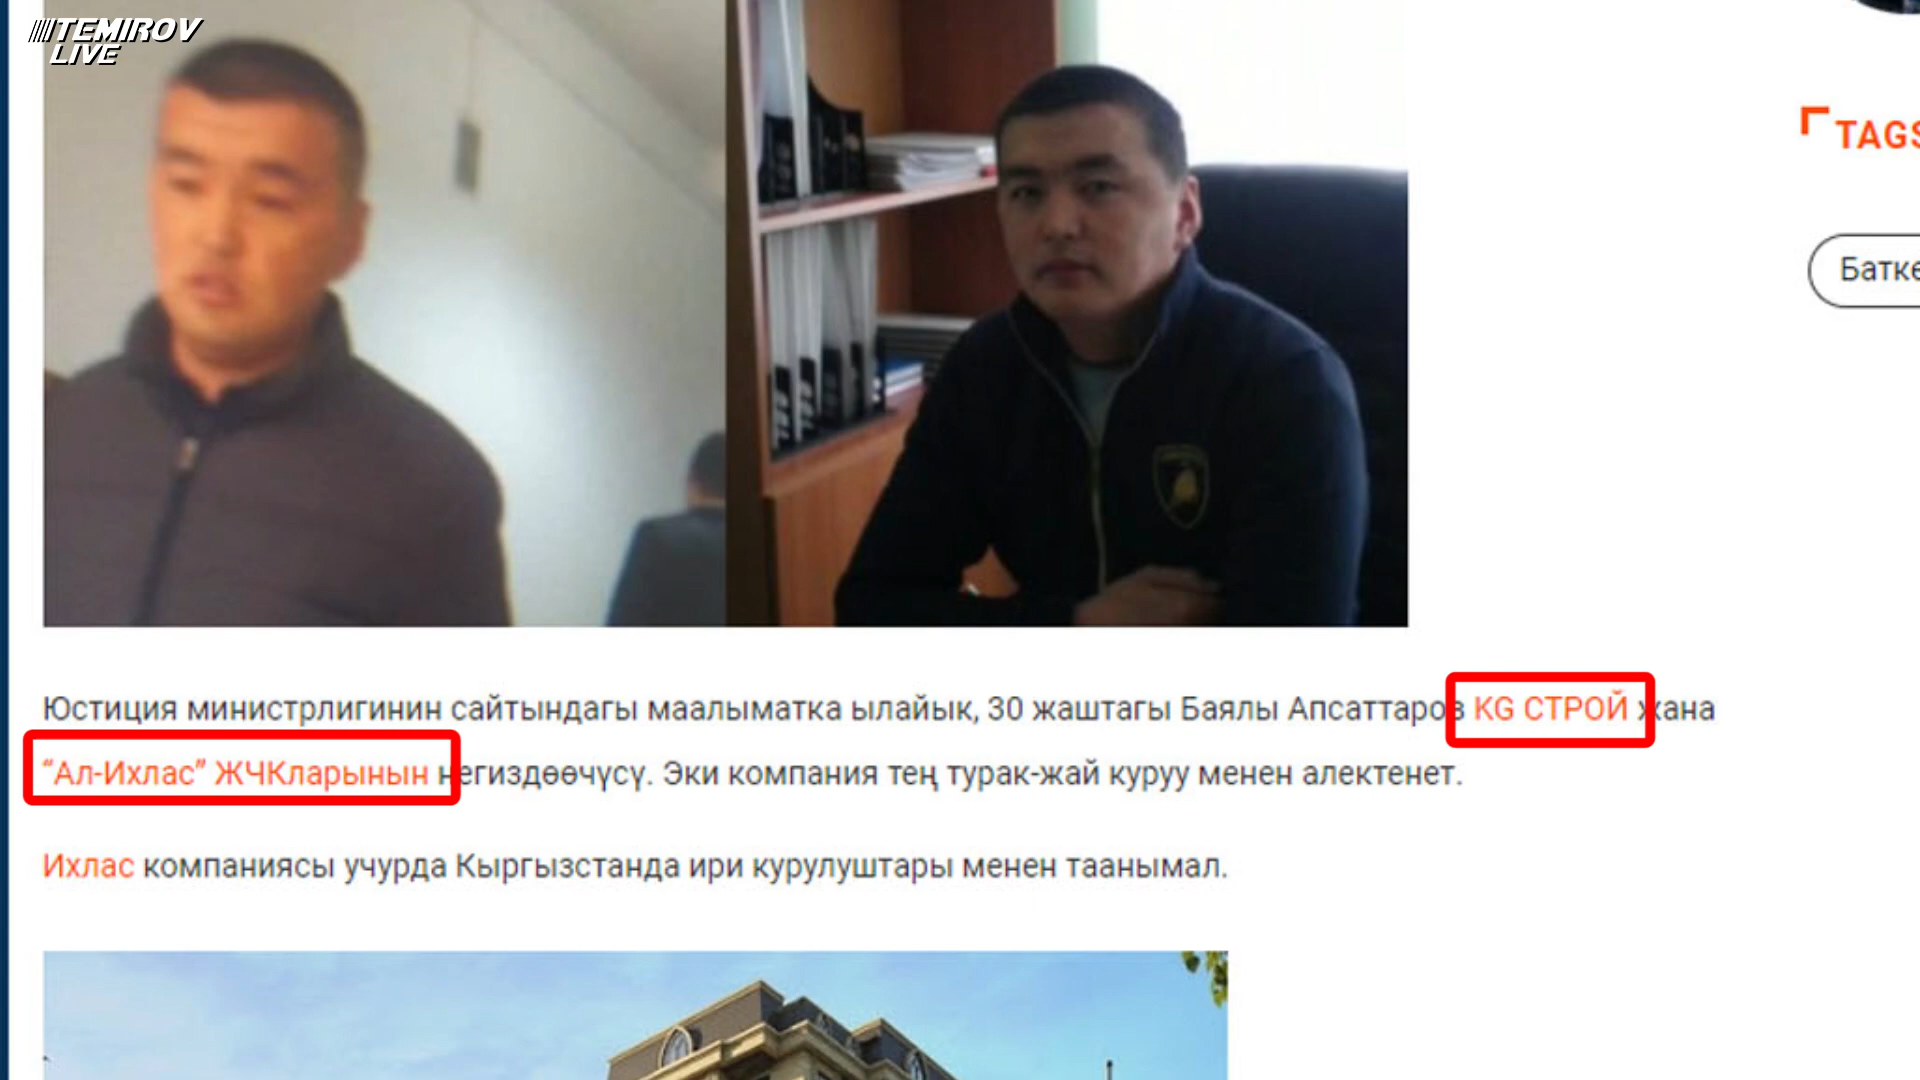 TEMIROV
LIVE
TAGS
Батке
Юстиция министрлигинин сайтындагы маалыматка ылайык, 30 жаштагы Баялы Апсаттаров KG СТРОЙ жана
“Ал-Ихлас” ЖЧКларынын негиздөөчүсү. Эки компания тең турак-жай куруу менен алектенет.
Ихлас компаниясы учурда Кыргызстанда ири курулуштары менен таанымал.